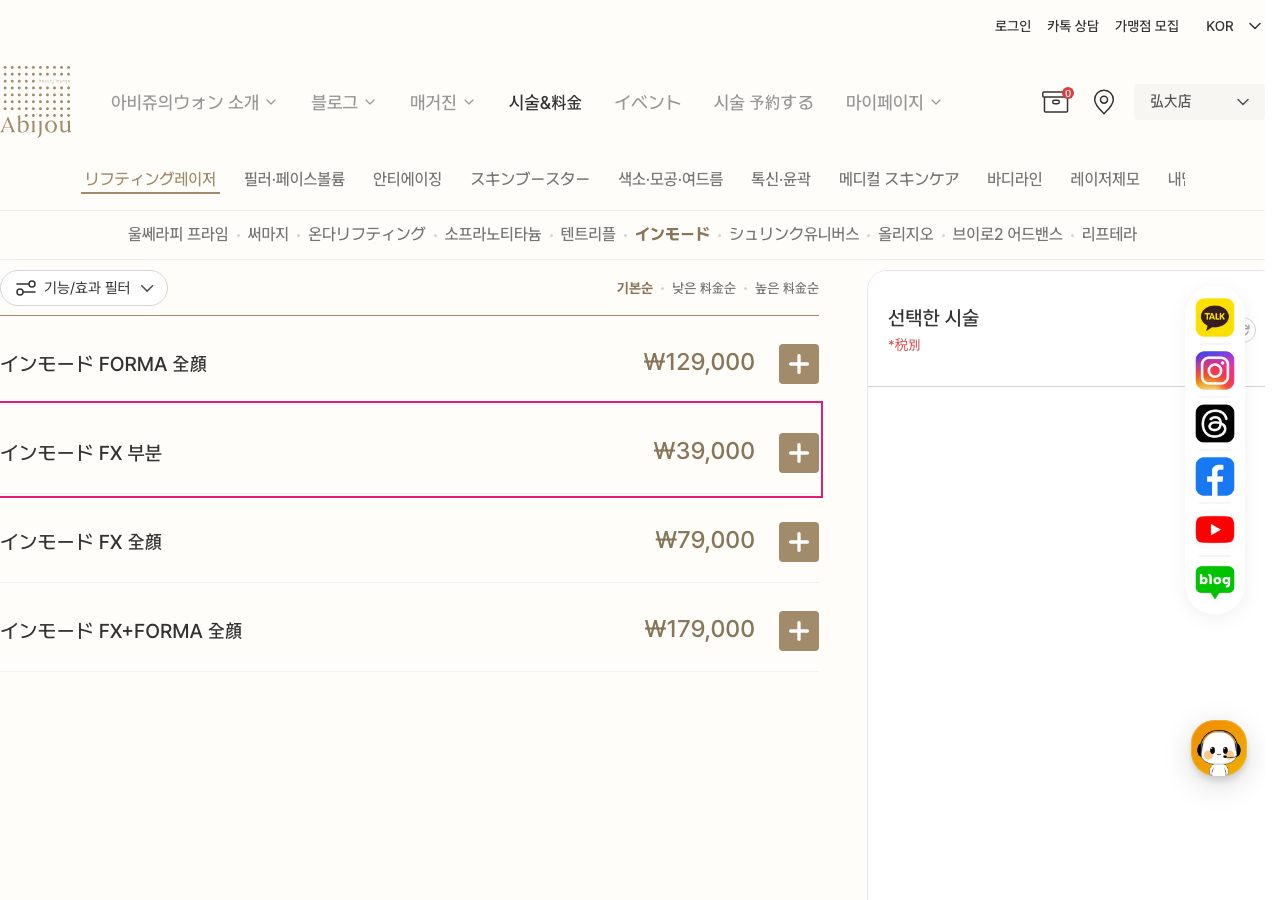 로그인 카톡 상담 가맹점 모집 KOR
Abijou
아비쥬의원 소개 블로그 매거진 시술&料金 イベント 시술 予約する 마이페이지 0 弘大店
リフティングレイザ 필러·페이스볼륨 안티에이징 スキンブースター 색소·모공·여드름 톡신·윤곽 메디컬 スキンケア 바디라인 레이저제모
울쎄라피 프라임 써마지 온다リフティング 소프라노티타늄 텐트리플 インモード シュリンク유니버스 올리지오 브이로2 어드밴스 리프테라
기능/효과 필터 기본순 낮은 料金순 높은 料金순
선택한 시술
*税別
TALK
インモード FORMA 全顔 ₩129,000
インモード FX 부분 ₩39,000
インモード FX 全顔 ₩79,000
blog
インモード FX+FORMA 全顔 ₩179,000